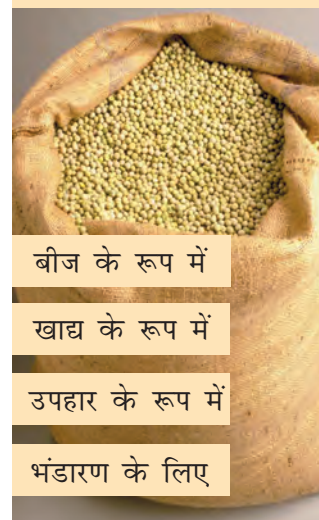 बीज के रूप में
खाद्य के रूप में
उपहार के रूप में
भंडारण के लिए